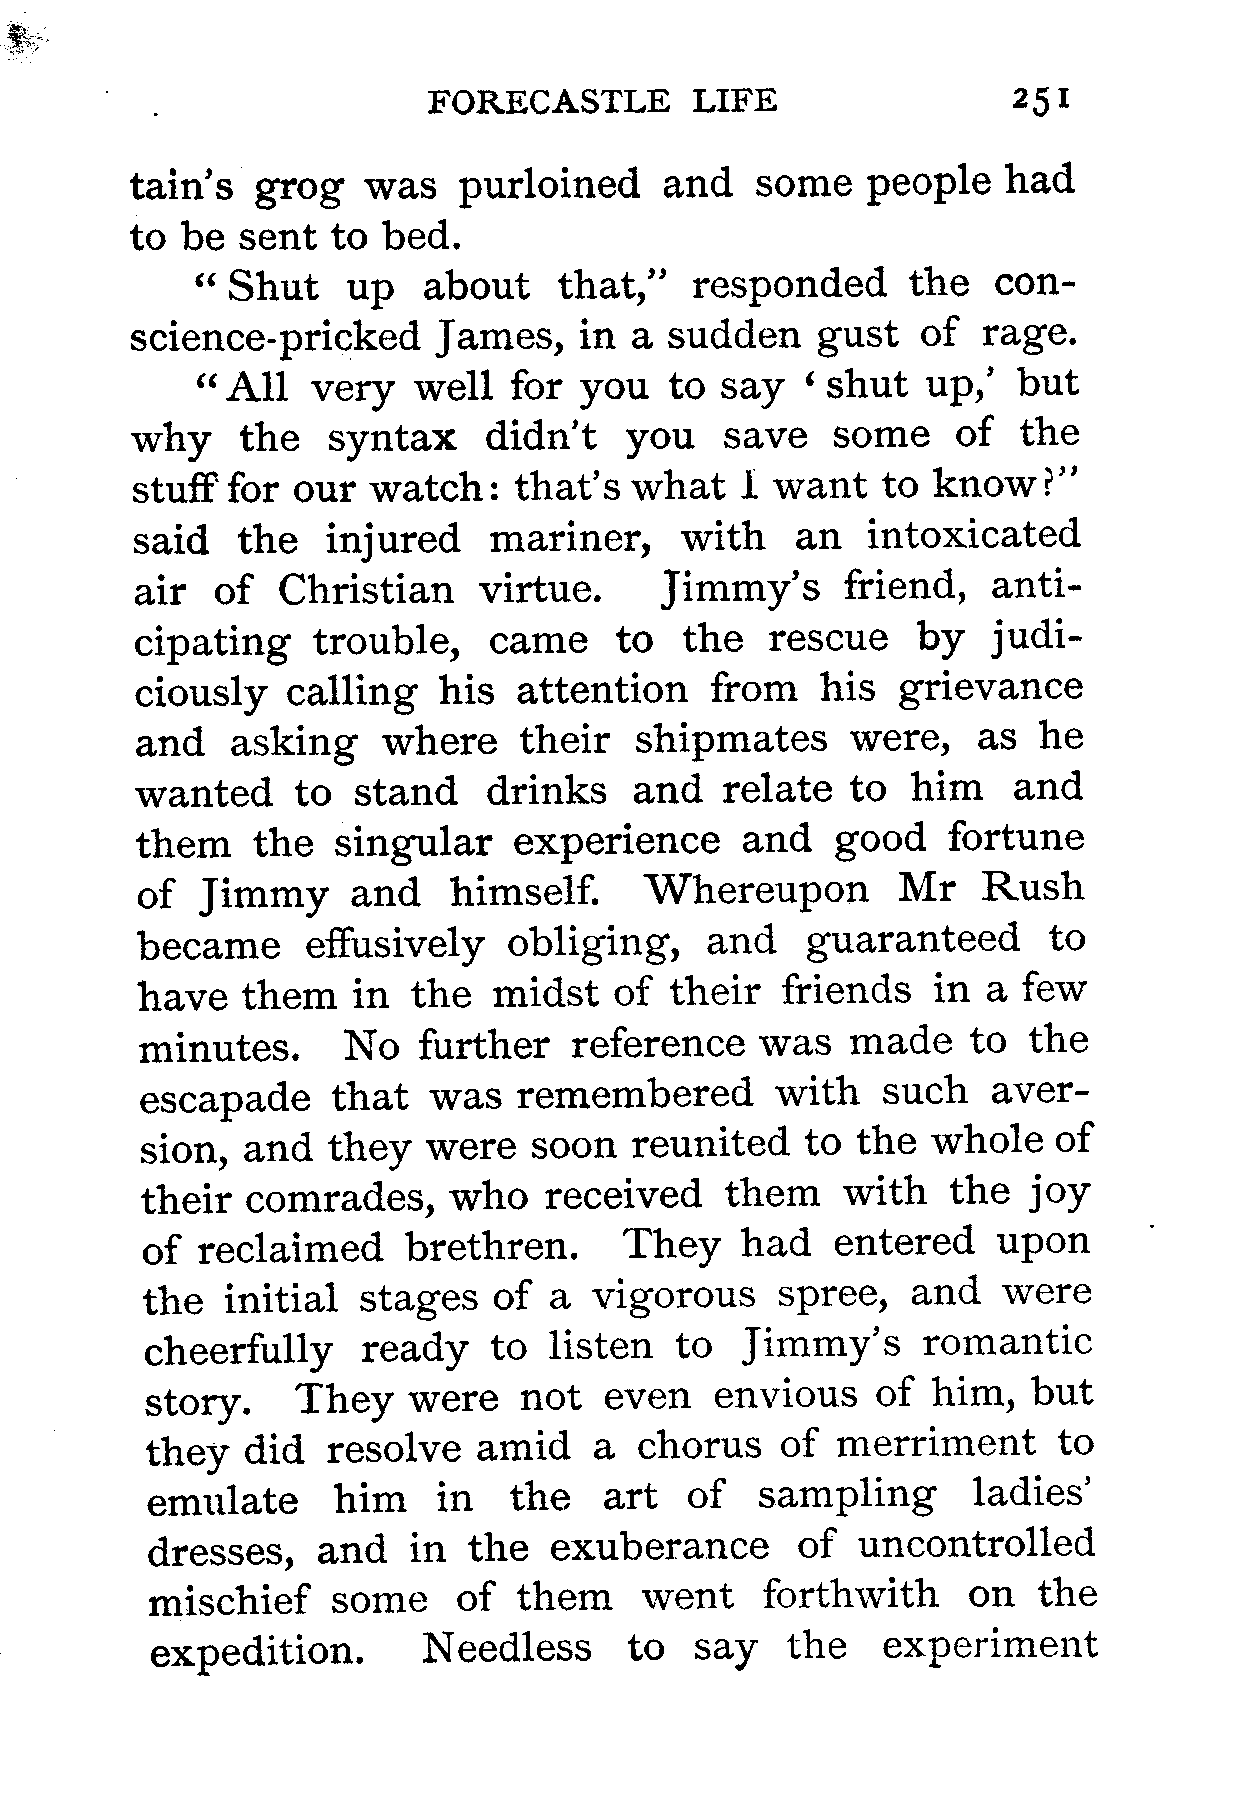 FORECASTLE LIFE 251
tain's grog was purloined and some people had
to be sent to bed.
“ Shut up about that,” responded the con-
science-pricked James, in a sudden gust of rage.
“ All very well for you to say ‘ shut up,’ but
why the syntax didn't you save some of the
stuff for our watch: that's what I want to know?”
said the injured mariner, with an intoxicated
air of Christian virtue. Jimmy's friend, anti-
cipating trouble, came to the rescue by judi-
ciously calling his attention from his grievance
and asking where their shipmates were, as he
wanted to stand drinks and relate to him and
them the singular experience and good fortune
of Jimmy and himself. Whereupon Mr Rush
became effusively obliging, and guaranteed to
have them in the midst of their friends in a few
minutes. No further reference was made to the
escapade that was remembered with such aver-
sion, and they were soon reunited to the whole of
their comrades, who received them with the joy
of reclaimed brethren. They had entered upon
the initial stages of a vigorous spree, and were
cheerfully ready to listen to Jimmy's romantic
story. They were not even envious of him, but
they did resolve amid a chorus of merriment to
emulate him in the art of sampling ladies'
dresses, and in the exuberance of uncontrolled
mischief some of them went forthwith on the
expedition. Needless to say the experiment